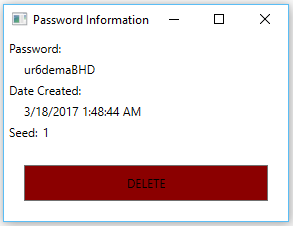 Password Information
Password:
ur6demaBHD
Date Created:
3/18/2017 1:48:44 AM
Seed: 1
DELETE